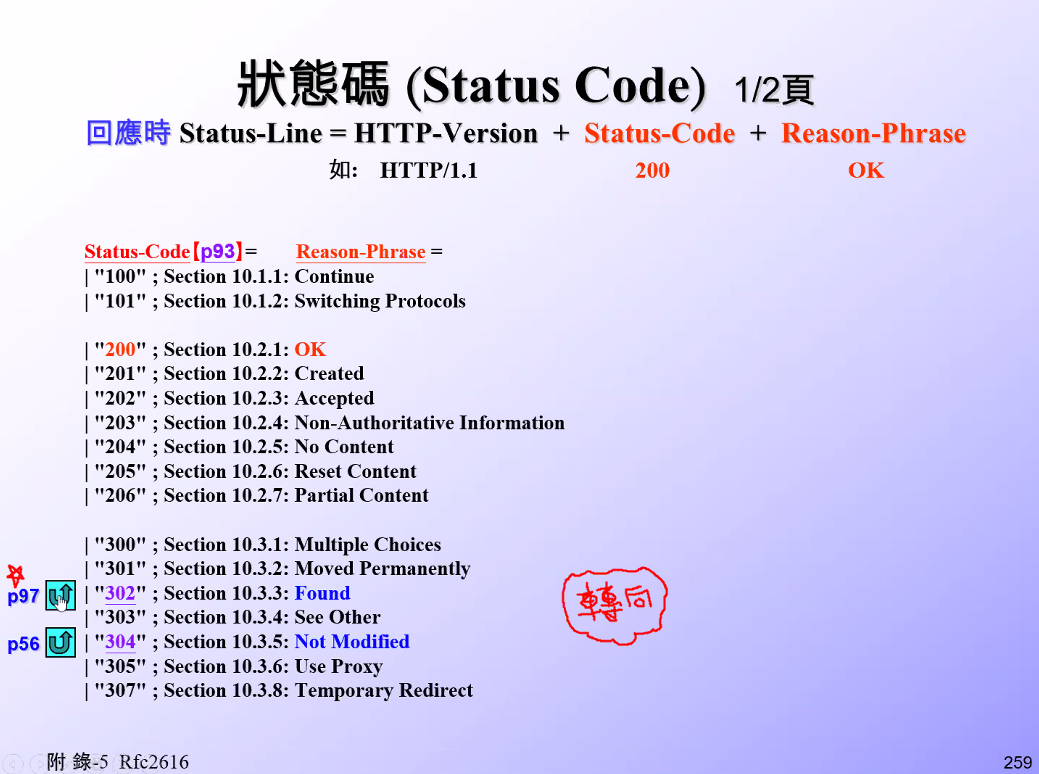 狀態碼 (Status Code) 1/2頁
回應時 Status-Line = HTTP-Version + Status-Code + Reason-Phrase
如: HTTP/1.1 200 OK
Status-Code【p93】= Reason-Phrase =
| "100" ; Section 10.1.1: Continue
| "101" ; Section 10.1.2: Switching Protocols
| "200" ; Section 10.2.1: OK
| "201" ; Section 10.2.2: Created
| "202" ; Section 10.2.3: Accepted
| "203" ; Section 10.2.4: Non-Authoritative Information
| "204" ; Section 10.2.5: No Content
| "205" ; Section 10.2.6: Reset Content
| "206" ; Section 10.2.7: Partial Content
| "300" ; Section 10.3.1: Multiple Choices
| "301" ; Section 10.3.2: Moved Permanently
p97 | "302" ; Section 10.3.3: Found
轉向
| "303" ; Section 10.3.4: See Other
p56 | "304" ; Section 10.3.5: Not Modified
| "305" ; Section 10.3.6: Use Proxy
| "307" ; Section 10.3.8: Temporary Redirect
附 錄-5 Rfc2616 259